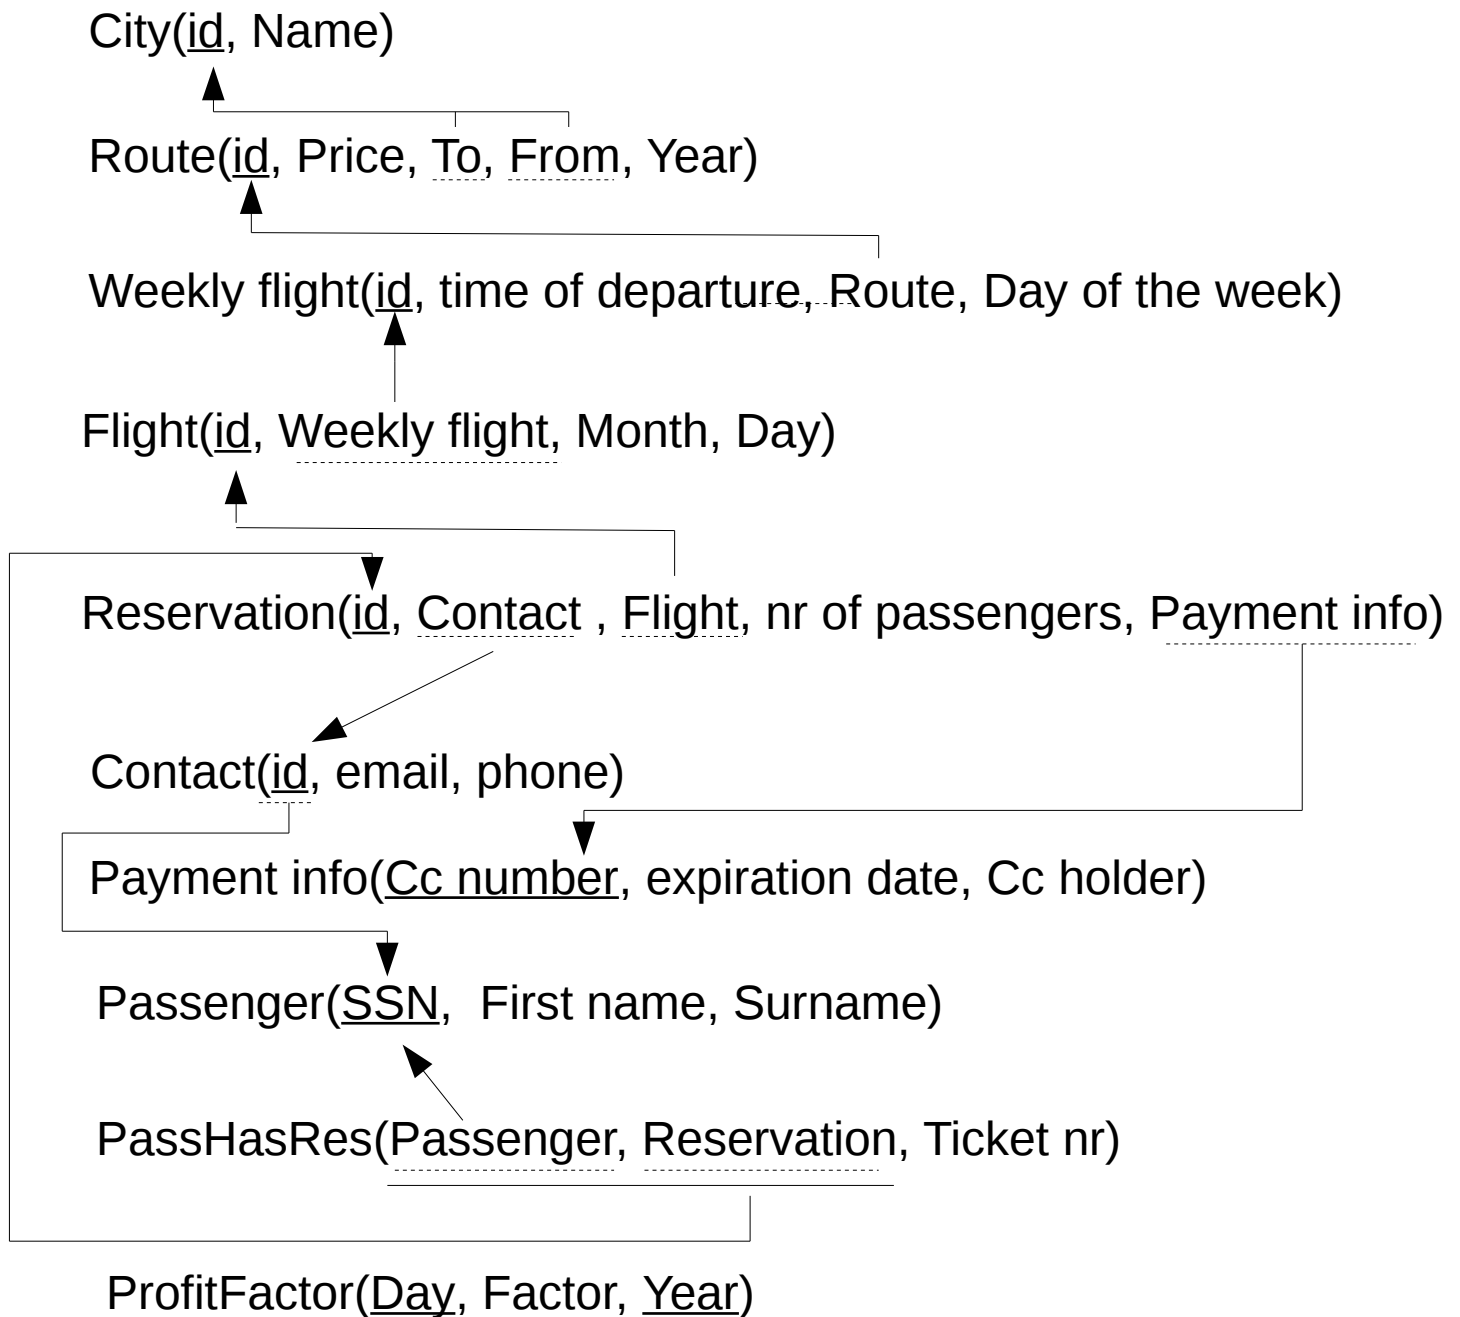 City(id, Name)
Route(id, Price, To, From, Year)
Weekly flight(id, time of departure, Route, Day of the week)
Flight(id, Weekly flight, Month, Day)
Reservation(id, Contact , Flight, nr of passengers, Payment info)
Contact(id, email, phone)
Payment info(Cc number, expiration date, Cc holder)
Passenger(SSN,  First name, Surname)
PassHasRes(Passenger, Reservation, Ticket nr)
ProfitFactor(Day, Factor, Year)